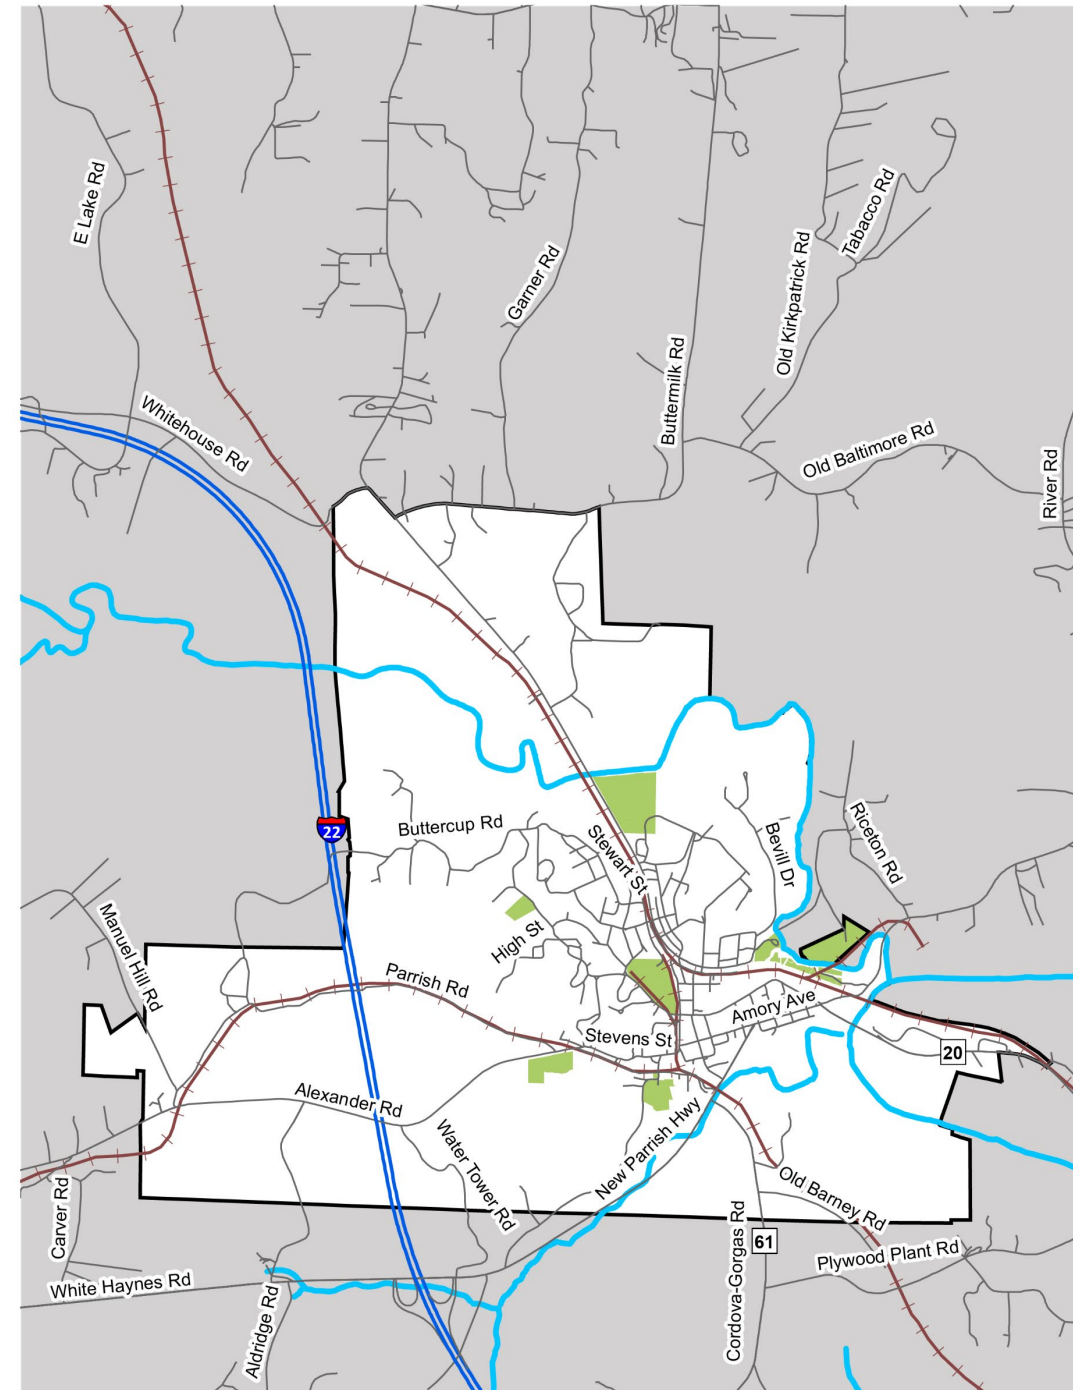 E Lake Rd
Tabacco Rd
Garner Rd
Old Kirkpatrick Rd
Buttermilk Rd
Whitehouse Rd
Old Baltimore Rd
River Rd
22
Buttercup Rd
Stewart St
Bevill Dr
Riceton Rd
Manuel Hill Rd
High St
Parrish Rd
Amory Ave
Stevens St
20
Alexander Rd
Water Tower Rd
New Parrish Hwy
Carver Rd
Old Barney Rd
Cordova-Gorgas Rd
61
Plywood Plant Rd
White Haynes Rd
Aldridge Rd